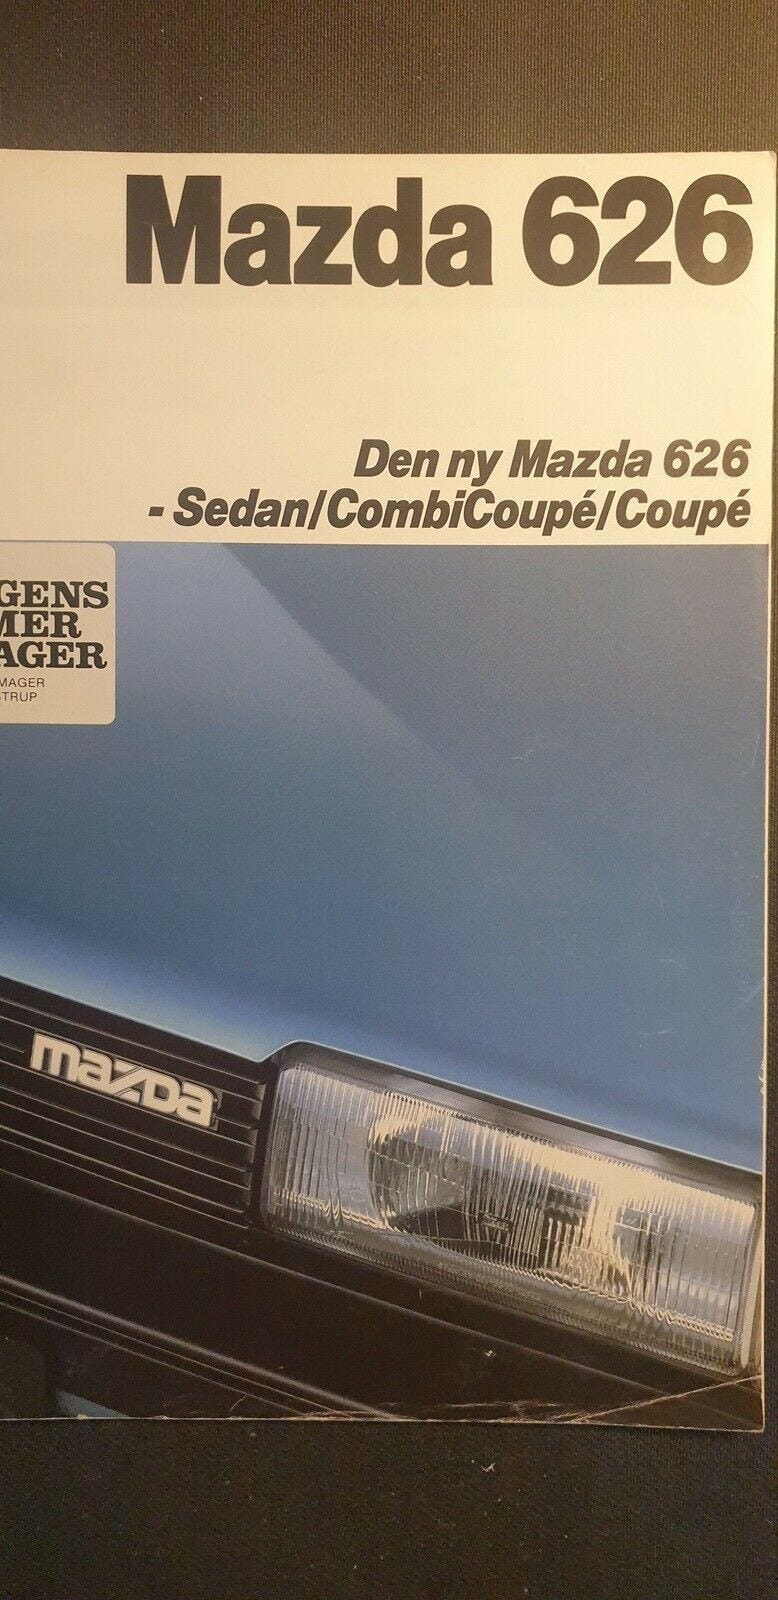 Mazda 626
Den ny Mazda 626
- Sedan/CombiCoupé/Coupé
GENS
MER
AGER
MAGER
STRUP
mazda